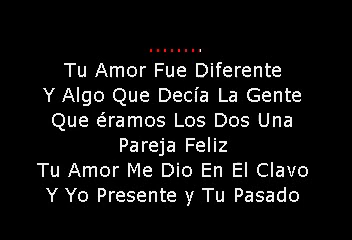 ........
Tu Amor Fue Diferente
Y Algo Que Decía La Gente
Que éramos Los Dos Una
Pareja Feliz
Tu Amor Me Dio En El Clavo
Y Yo Presente y Tu Pasado